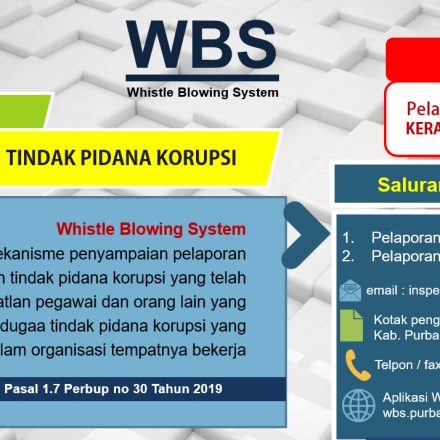 WBS
Whistle Blowing System
TINDAK PIDANA KORUPSI
Whistle Blowing System
ekanisme penyampaian pelaporan
n tindak pidana korupsi yang telah
atlan pegawai dan orang lain yang
dugaa tindak pidana korupsi yang
lam organisasi tempatnya bekerja
Pasal 1.7 Perbup no 30 Tahun 2019
Pela
KERA
Salura
1. Pelaporan
2. Pelaporan
email : inspe
Kotak peng
Kab. Purba
Telpon / fax
Aplikasi W
wbs.purba